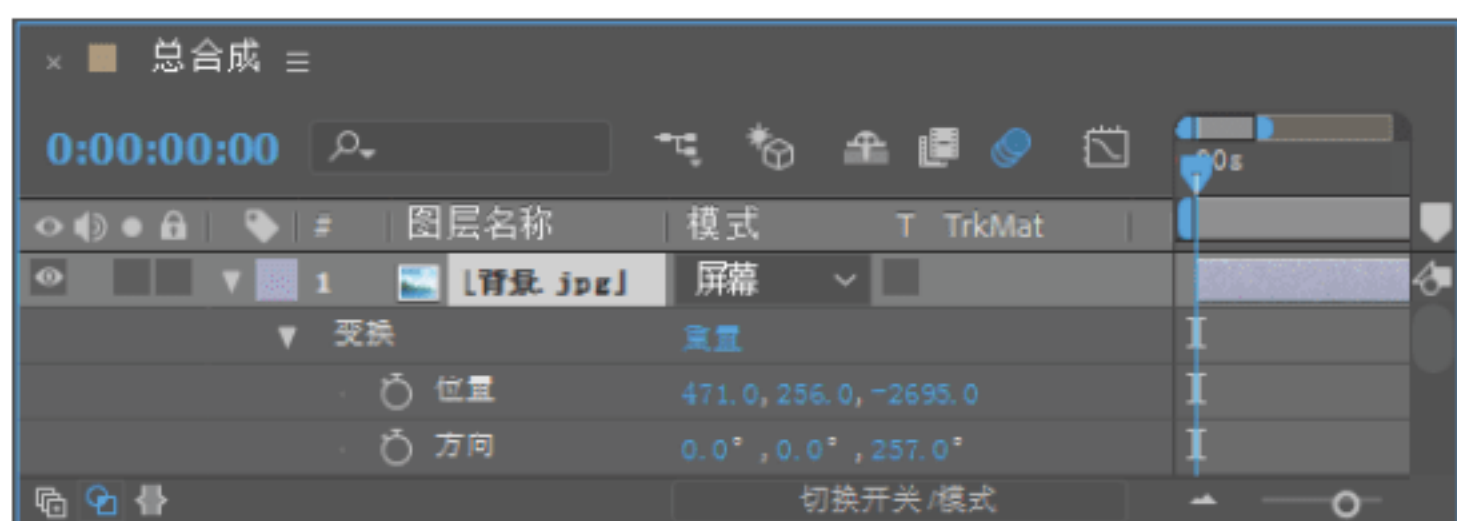 × 总合成 ≡
0:00:00:00
00s
# 图层名称 模式 T TrkMat
1 [背景.jpg] 屏幕
变换 重置
位置 471.0, 256.0, -2695.0
方向 0.0°, 0.0°, 257.0°
切换开关/模式